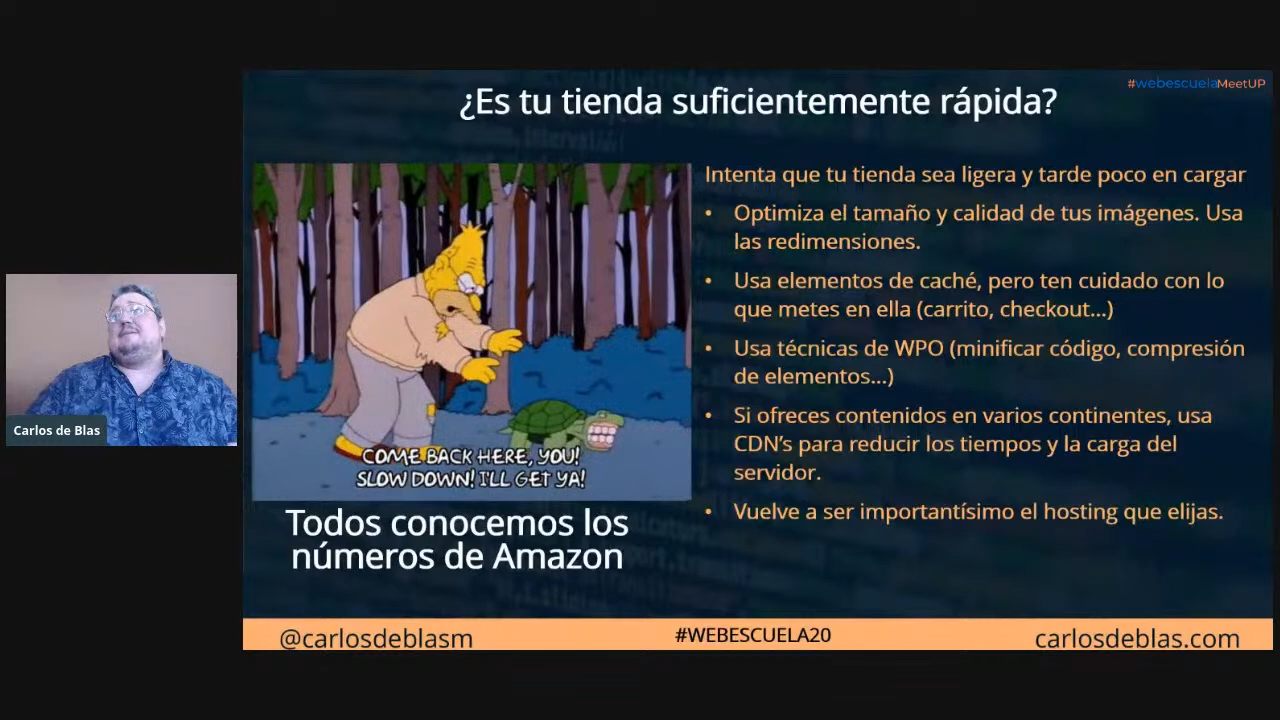 #webescuelaMeetUP
¿Es tu tienda suficientemente rápida?
COME BACK HERE, YOU!
SLOW DOWN! I'LL GET YA!
Todos conocemos los
números de Amazon
Intenta que tu tienda sea ligera y tarde poco en cargar
• Optimiza el tamaño y calidad de tus imágenes. Usa
las redimensiones.
• Usa elementos de caché, pero ten cuidado con lo
que metes en ella (carrito, checkout…)
• Usa técnicas de WPO (minificar código, compresión
de elementos…)
• Si ofreces contenidos en varios continentes, usa
CDN’s para reducir los tiempos y la carga del
servidor.
• Vuelve a ser importantísimo el hosting que elijas.
Carlos de Blas
@carlosdeblasm
#WEBESCUELA20
carlosdeblas.com